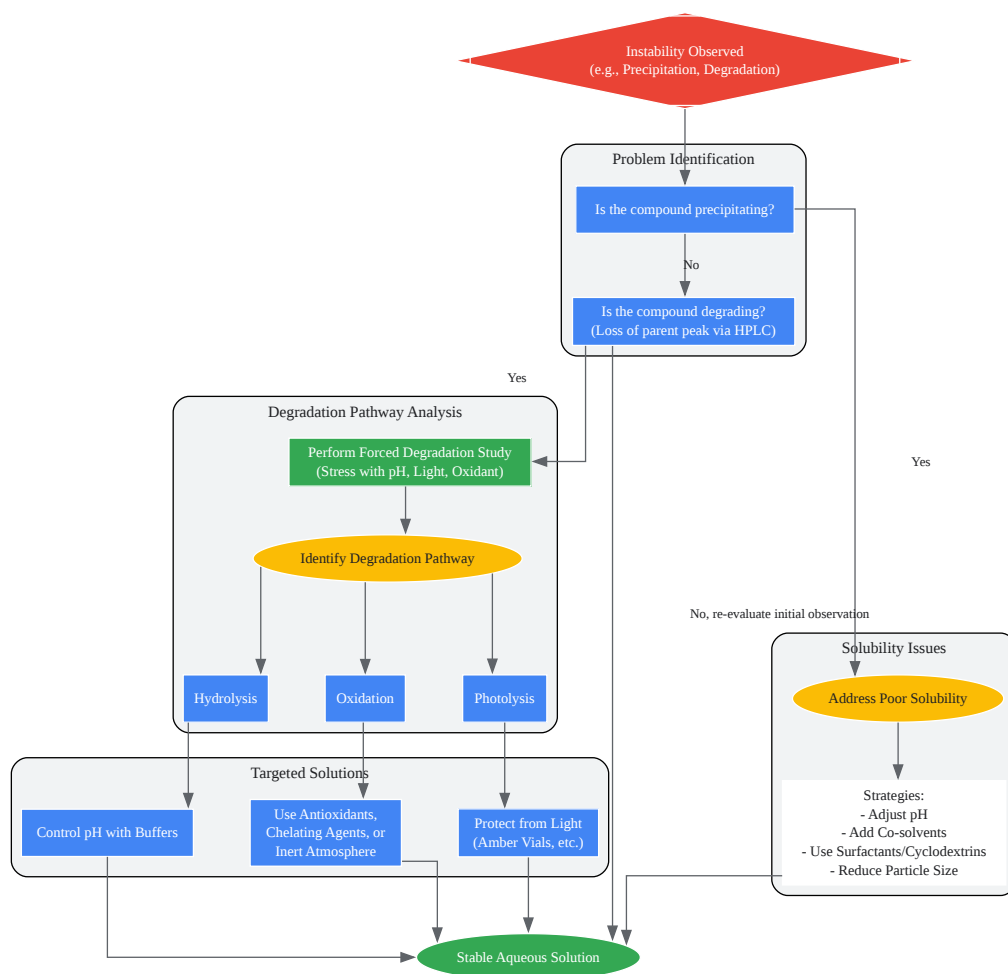 Instability Observed
(e.g., Precipitation, Degradation)
Problem Identification
Is the compound precipitating?
No
Is the compound degrading?
(Loss of parent peak via HPLC)
Yes
Degradation Pathway Analysis
Perform Forced Degradation Study
(Stress with pH, Light, Oxidant)
Yes
Identify Degradation Pathway
No, re-evaluate initial observation
Solubility Issues
Hydrolysis
Oxidation
Photolysis
Address Poor Solubility
Targeted Solutions
Control pH with Buffers
Use Antioxidants,
Chelating Agents, or
Inert Atmosphere
Protect from Light
(Amber Vials, etc.)
Strategies:
- Adjust pH
- Add Co-solvents
- Use Surfactants/Cyclodextrins
- Reduce Particle Size
Stable Aqueous Solution